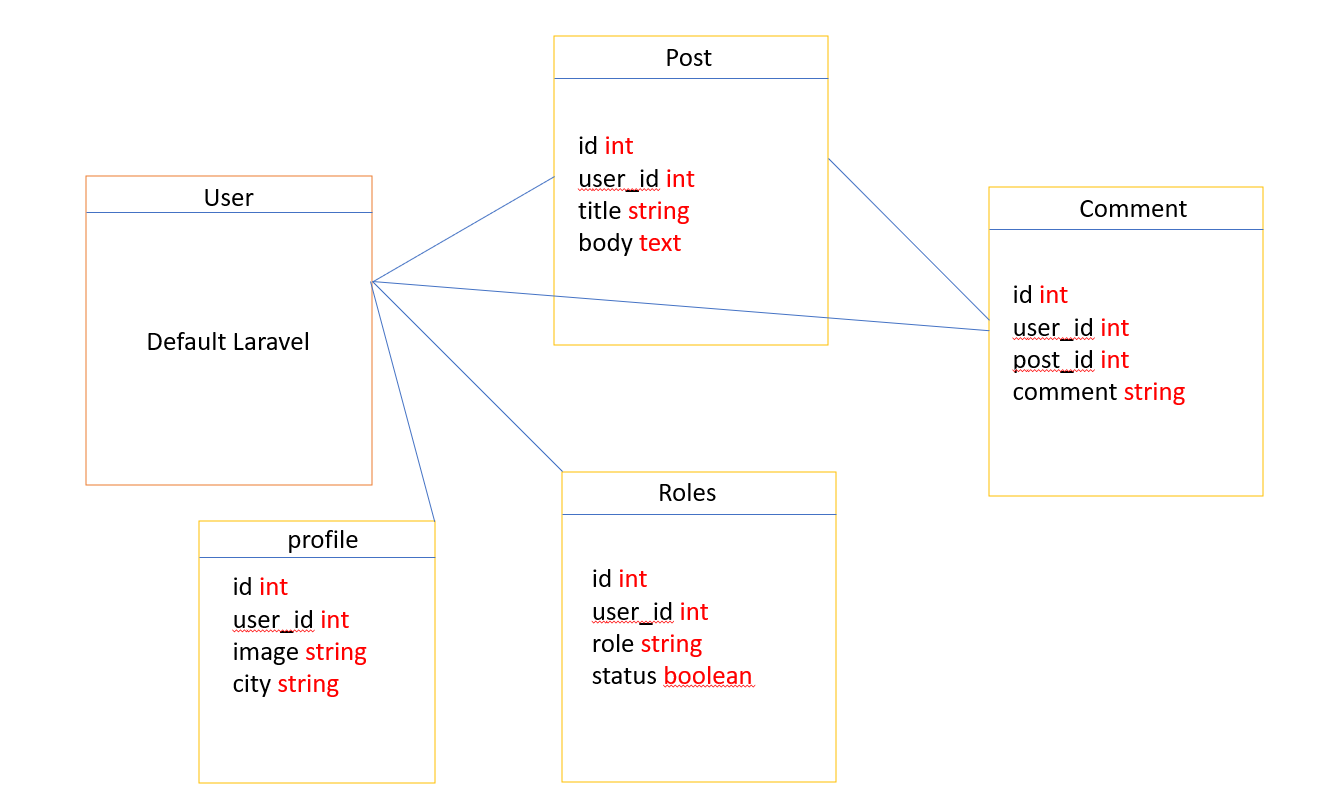 Post
id int
user_id int
title string
body text
User
Default Laravel
Comment
id int
user_id int
post_id int
comment string
profile
id int
user_id int
image string
city string
Roles
id int
user_id int
role string
status boolean